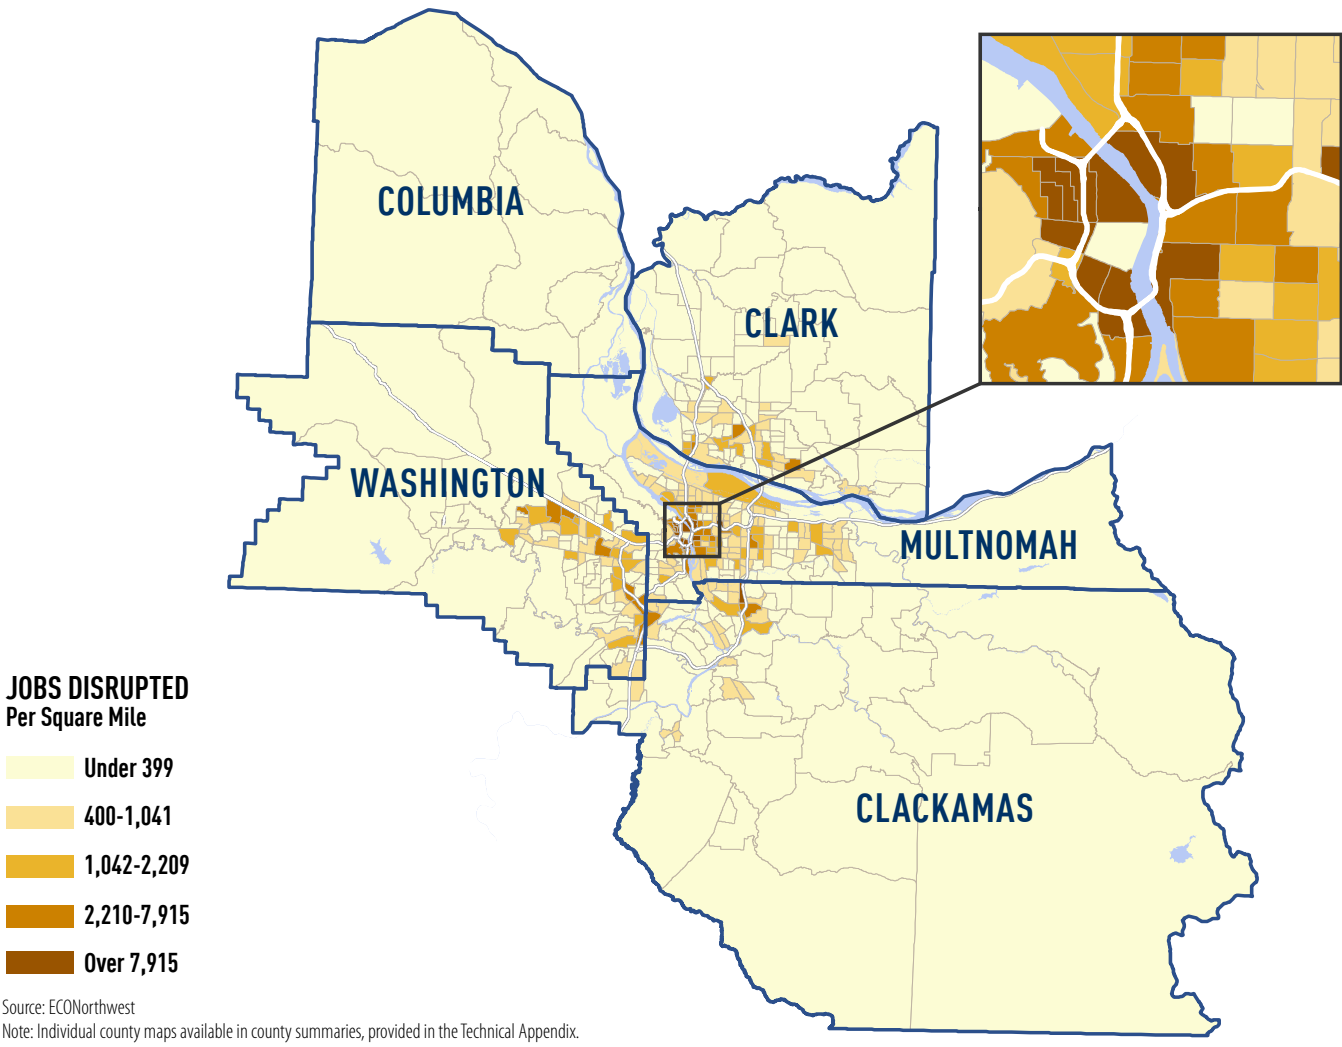 COLUMBIA
CLARK
WASHINGTON
MULTNOMAH
CLACKAMAS
JOBS DISRUPTED
Per Square Mile
Under 399
400-1,041
1,042-2,209
2,210-7,915
Over 7,915
Source: ECONorthwest
Note: Individual county maps available in county summaries, provided in the Technical Appendix.